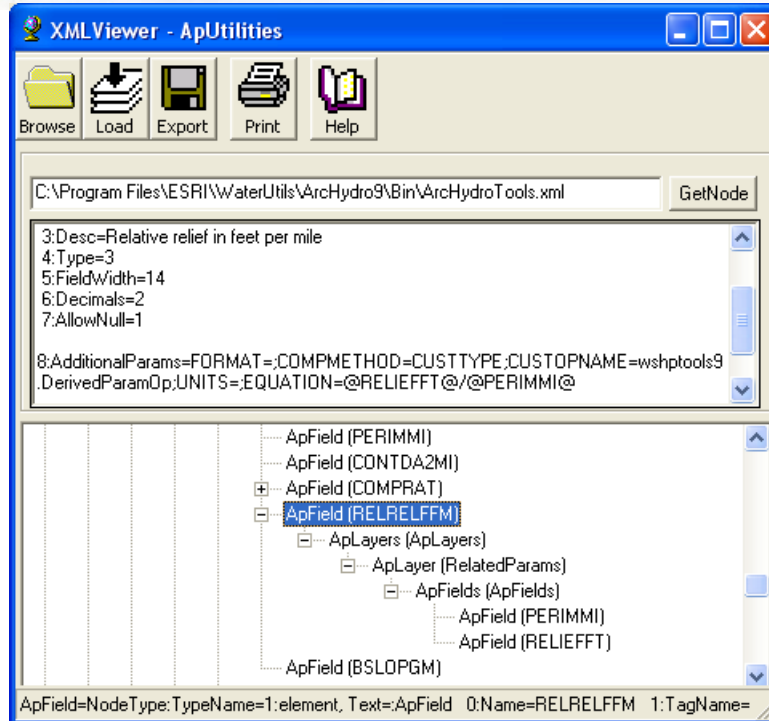 XMLViewer - ApUtilities
Browse Load Export Print Help
C:\Program Files\ESRI\WaterUtils\ArcHydro9\Bin\ArcHydroTools.xml GetNode
3:Desc=Relative relief in feet per mile
4:Type=3
5:FieldWidth=14
6:Decimals=2
7:AllowNull=1
8:AdditionalParams=FORMAT=;COMPMETHOD=CUSTTYPE;CUSTOPNAME=wshptools9
.DerivedParamOp;UNITS=;EQUATION=@RELIEFFT@/@PERIMMI@
ApField (PERIMMI)
ApField (CONTDA2MI)
ApField (COMPRAT)
ApField (RELRELFFM)
ApLayers (ApLayers)
ApLayer (RelatedParams)
ApFields (ApFields)
ApField (PERIMMI)
ApField (RELIEFFT)
ApField (BSLOPGM)
ApField=NodeType:TypeName=1:element, Text=:ApField 0:Name=RELRELFFM 1:TagName=